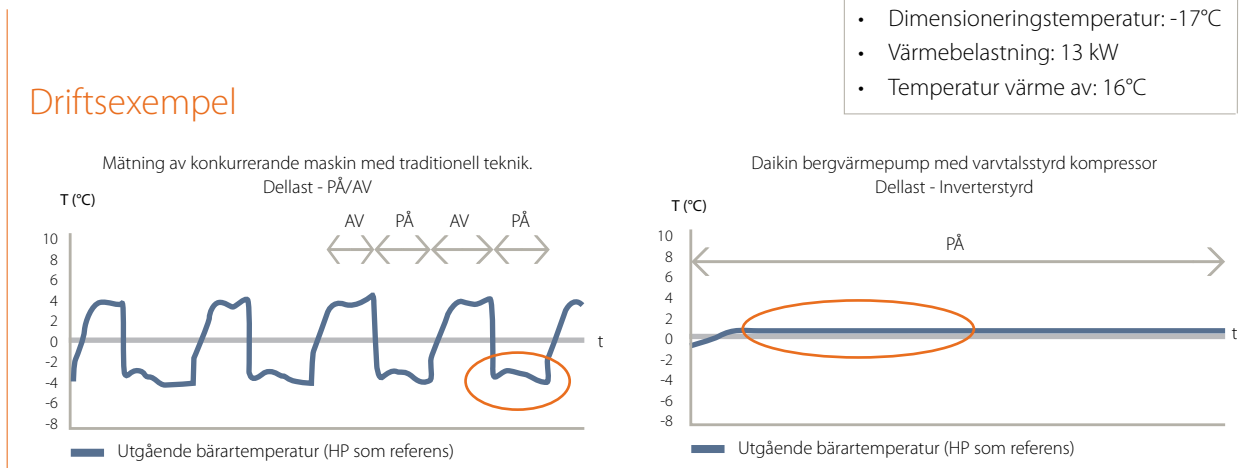 • Dimensioneringstemperatur: -17°C
• Värmebelastning: 13 kW
• Temperatur värme av: 16°C
Driftsexempel
Mätning av konkurrerande maskin med traditionell teknik.
Dellast - PÅ/AV
T (°C)
AV PÅ AV PÅ
10
8
6
4
2
0
-2
-4
-6
-8
t
Utgående bärartemperatur (HP som referens)
Daikin bergvärmepump med varvtalsstyrd kompressor
Dellast - Inverterstyrd
T (°C)
PÅ
10
8
6
4
2
0
-2
-4
-6
-8
t
Utgående bärartemperatur (HP som referens)